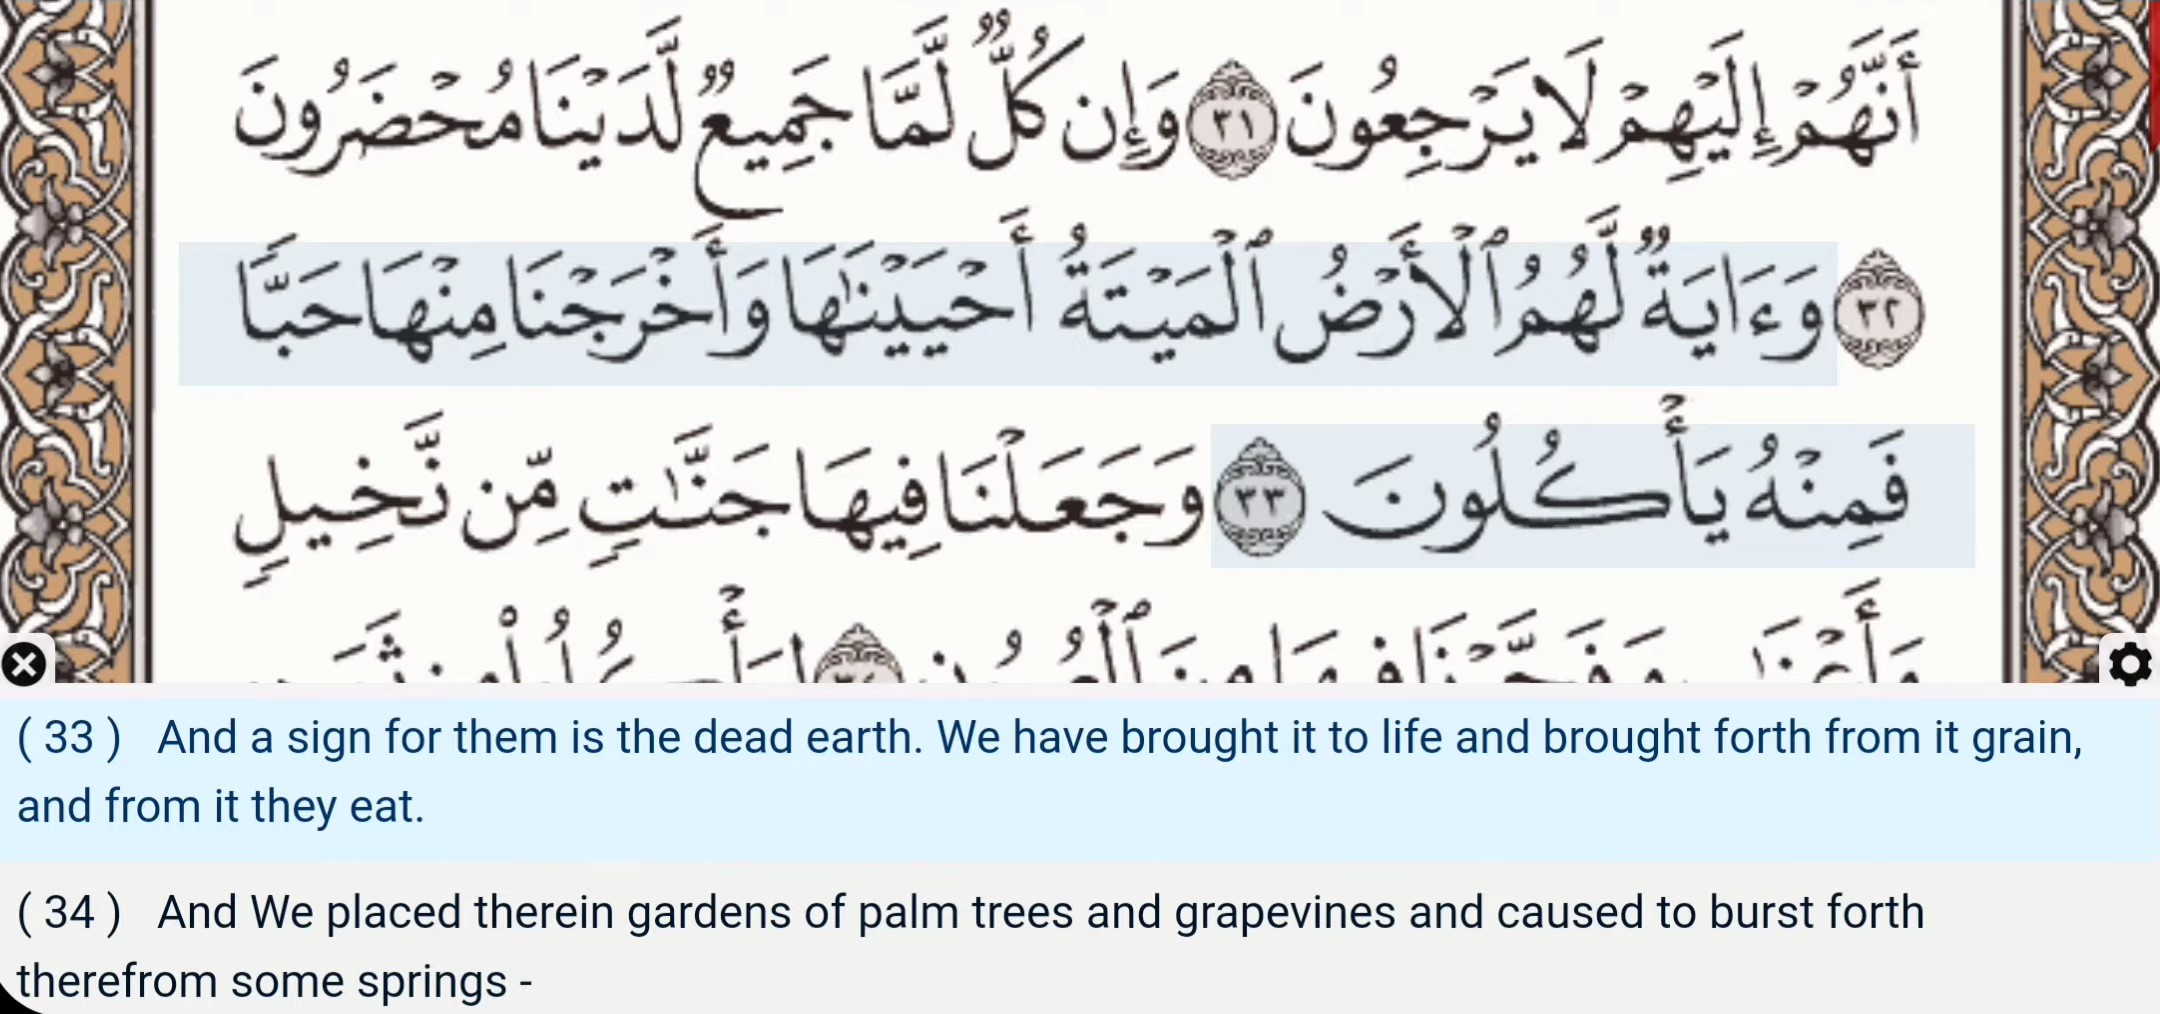 أَنَّهُمْ إِلَيْهِمْ لَا يَرْجِعُونَ ٣١ وَإِن كُلٌّ لَّمَّا جَمِيعٌ لَّدَيْنَا مُحْضَرُونَ
٣٢ وَءَايَةٌ لَّهُمُ ٱلْأَرْضُ ٱلْمَيْتَةُ أَحْيَيْنَٰهَا وَأَخْرَجْنَا مِنْهَا حَبًّا
فَمِنْهُ يَأْكُلُونَ ٣٣ وَجَعَلْنَا فِيهَا جَنَّٰتٍ مِّن نَّخِيلٍ
( 33 ) And a sign for them is the dead earth. We have brought it to life and brought forth from it grain,
and from it they eat.
( 34 ) And We placed therein gardens of palm trees and grapevines and caused to burst forth
therefrom some springs -